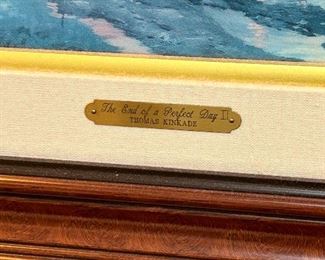 The End of a Perfect Day II
THOMAS KINKADE